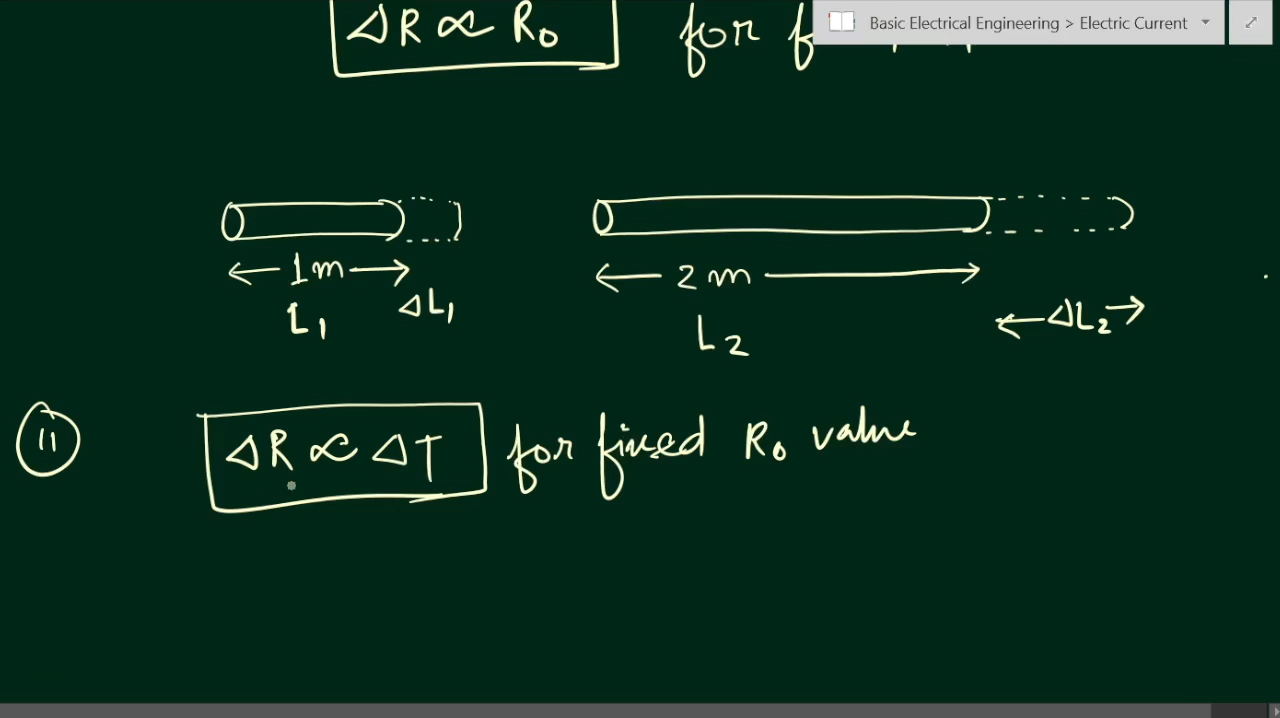 Basic Electrical Engineering > Electric Current
ΔR ∝ R₀ for
1m
L₁
ΔL₁
2 m
L₂
ΔL₂
11 ΔR ∝ ΔT for fixed R₀ value